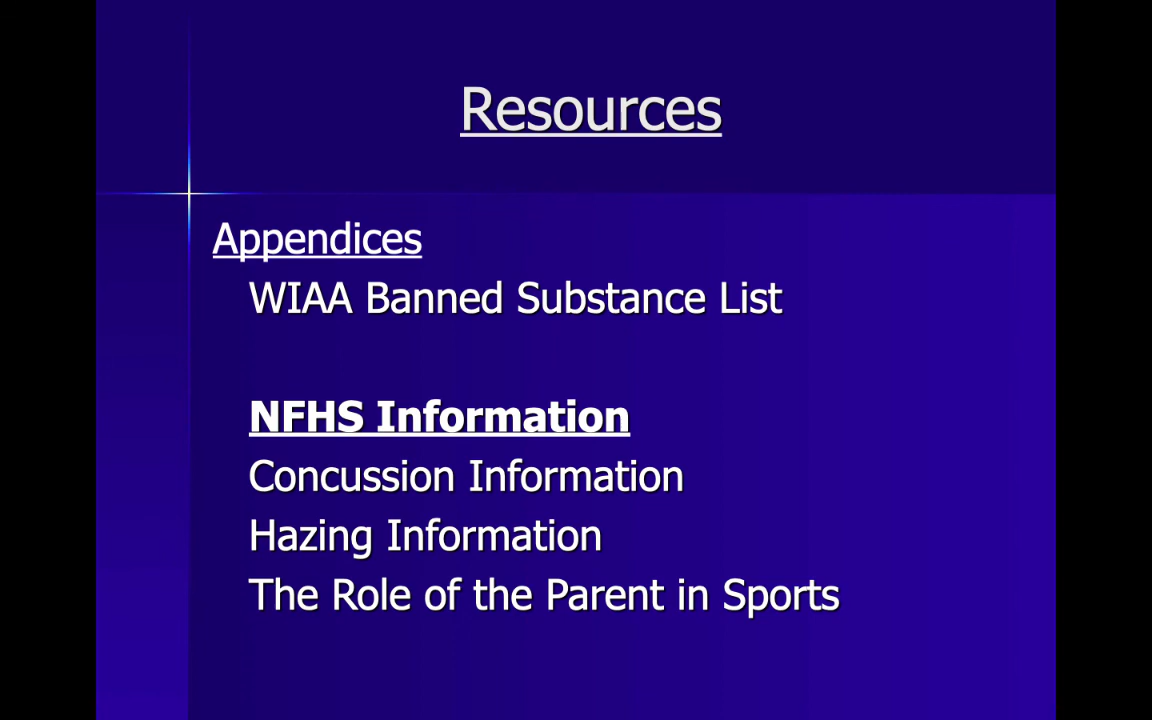 Resources
Appendices
WIAA Banned Substance List
NFHS Information
Concussion Information
Hazing Information
The Role of the Parent in Sports